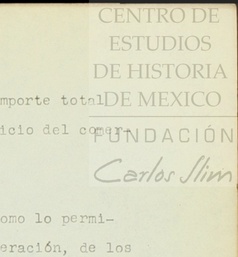 CENTRO DE
ESTUDIOS
DE HISTORIA
mporte total DE MEXICO
icio del comer-
FUNDACIÓN
Carlos Slim
omo lo permi-
eración, de los